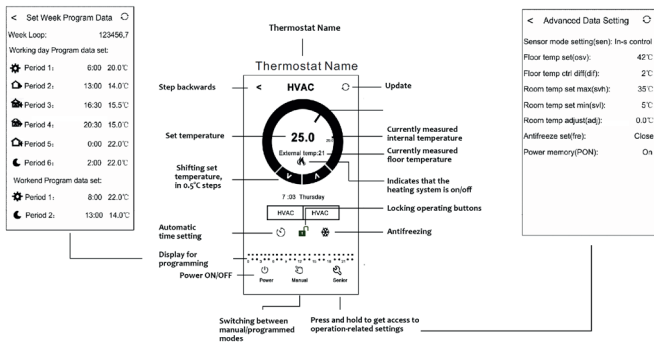 < Set Week Program Data
Week Loop: 123456,7
Working day Program data set:
Period 1: 6:00 20.0℃
Period 2: 13:00 14.0℃
Period 3: 16:30 15.5℃
Period 4: 20:30 15.0℃
Period 5: 0:00 22.0℃
Period 6: 2:00 22.0℃
Workend Program data set:
Period 1: 8:00 22.0℃
Period 2: 13:00 14.0℃
Thermostat Name
Thermostat Name
Step backwards
< HVAC
Update
Set temperature
25.0
External temp:21
Currently measured
internal temperature
Currently measured
floor temperature
Shifting set
temperature,
in 0.5°C steps
Indicates that the
heating system is on/off
7:03 Thursday
HVAC HVAC
Locking operating buttons
Automatic
time setting
Antifreezing
Display for
programming
Power ON/OFF
Power Manual Senior
Switching between
manual/programmed
modes
Press and hold to get access to
operation-related settings
< Advanced Data Setting
Sensor mode setting(sen): In-s control
Floor temp set(osv): 42℃
Floor temp ctrl diff(dif): 2℃
Room temp set max(svh): 35℃
Room temp set min(svl): 5℃
Room temp adjust(adj): 0.0℃
Antifreeze set(fre): Close
Power memory(PON): On